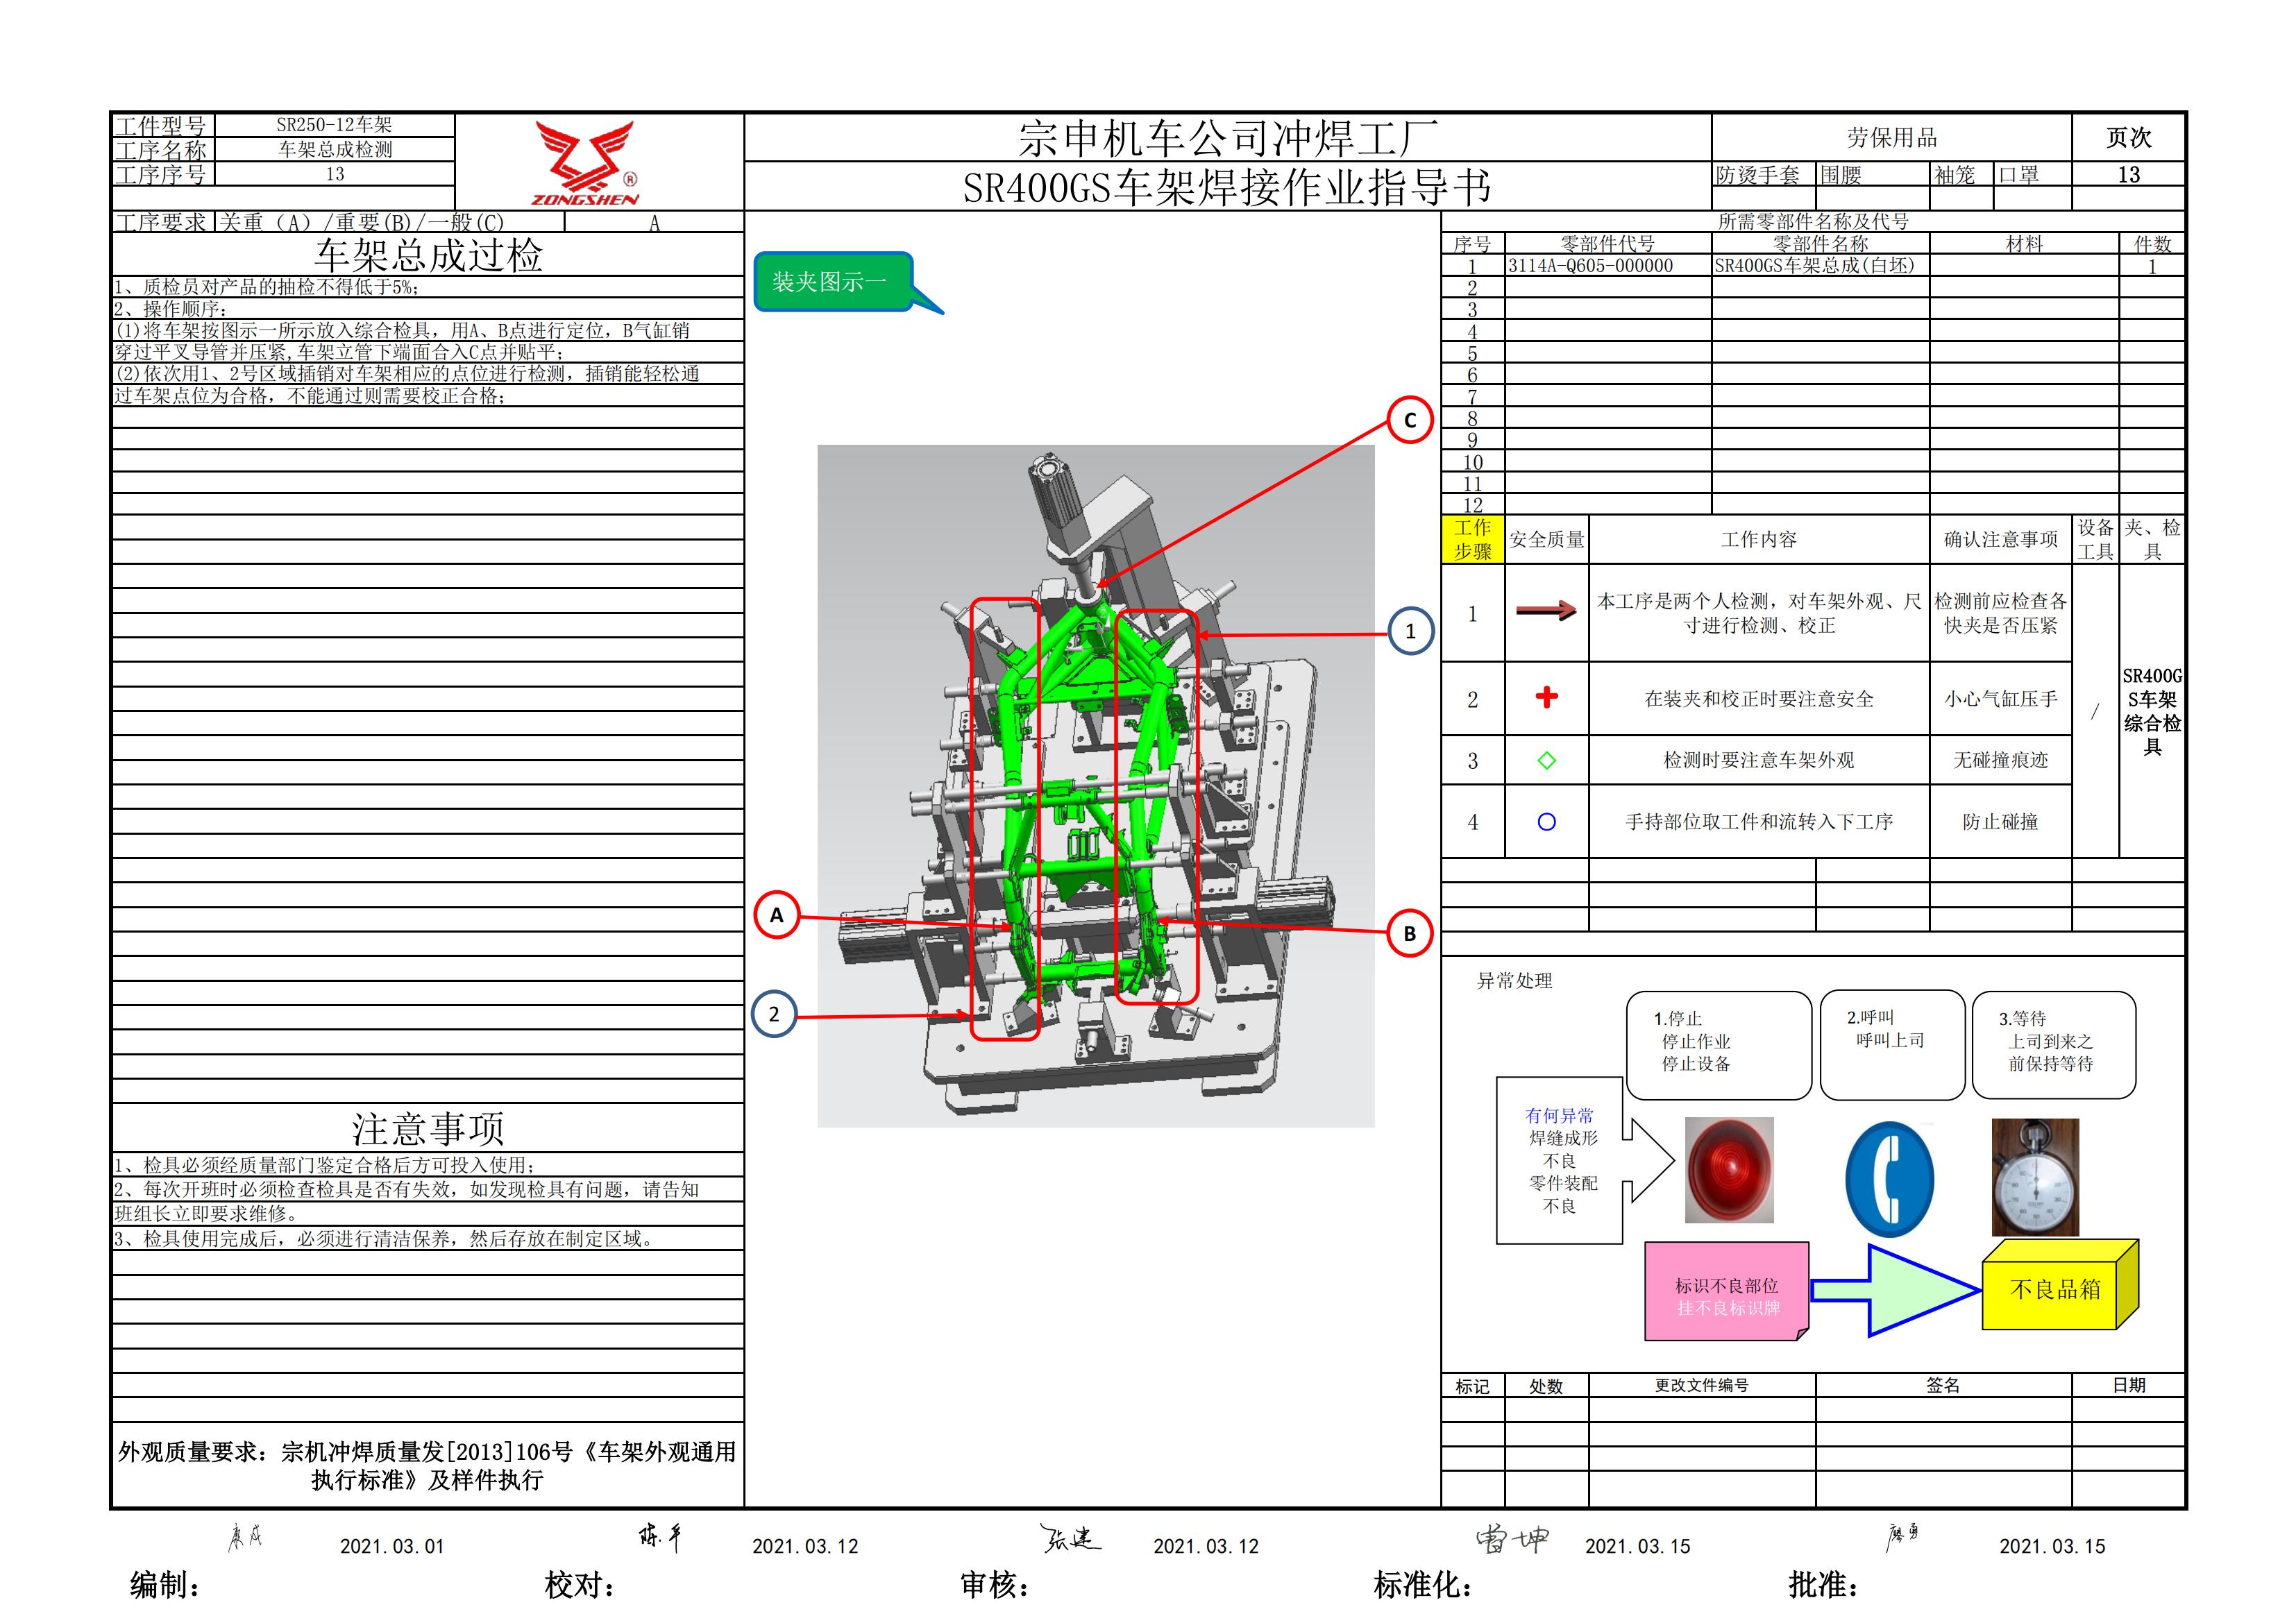 工件型号 SR250-12车架
工序名称 车架总成检测
工序序号 13
ZONGSHEN ®
宗申机车公司冲焊工厂
SR400GS车架焊接作业指导书
劳保用品 页次
防烫手套 围腰 袖笼 口罩 13
工序要求 关重（A）/重要(B)/一般(C) A
车架总成过检
1、质检员对产品的抽检不得低于5%;
2、操作顺序:
(1)将车架按图示一所示放入综合检具，用A、B点进行定位，B气缸销
穿过平叉导管并压紧,车架立管下端面合入C点并贴平;
(2)依次用1、2号区域插销对车架相应的点位进行检测，插销能轻松通
过车架点位为合格，不能通过则需要校正合格;
注意事项
1、检具必须经质量部门鉴定合格后方可投入使用;
2、每次开班时必须检查检具是否有失效，如发现检具有问题，请告知
班组长立即要求维修。
3、检具使用完成后，必须进行清洁保养，然后存放在制定区域。
外观质量要求：宗机冲焊质量发[2013]106号《车架外观通用
执行标准》及样件执行
装夹图示一
C
1
A
B
2
所需零部件名称及代号
序号 零部件代号 零部件名称 材料 件数
1 3114A-Q605-000000 SR400GS车架总成(白坯) 1
2
3
4
5
6
7
8
9
10
11
12
工作
步骤 安全质量 工作内容 确认注意事项 设备
工具 夹、检
具
1 本工序是两个人检测，对车架外观、尺
寸进行检测、校正 检测前应检查各
快夹是否压紧
2 在装夹和校正时要注意安全 小心气缸压手
3 检测时要注意车架外观 无碰撞痕迹
4 手持部位取工件和流转入下工序 防止碰撞
/
SR400G
S车架
综合检
具
异常处理
1.停止
停止作业
停止设备
2.呼叫
呼叫上司
3.等待
上司到来之
前保持等待
有何异常
焊缝成形
不良
零件装配
不良
标识不良部位
挂不良标识牌
不良品箱
标记 处数 更改文件编号 签名 日期
2021.03.01 陈平 2021.03.12 张建 2021.03.12 雷坤 2021.03.15 廖勇 2021.03.15
编制： 校对： 审核： 标准化： 批准：